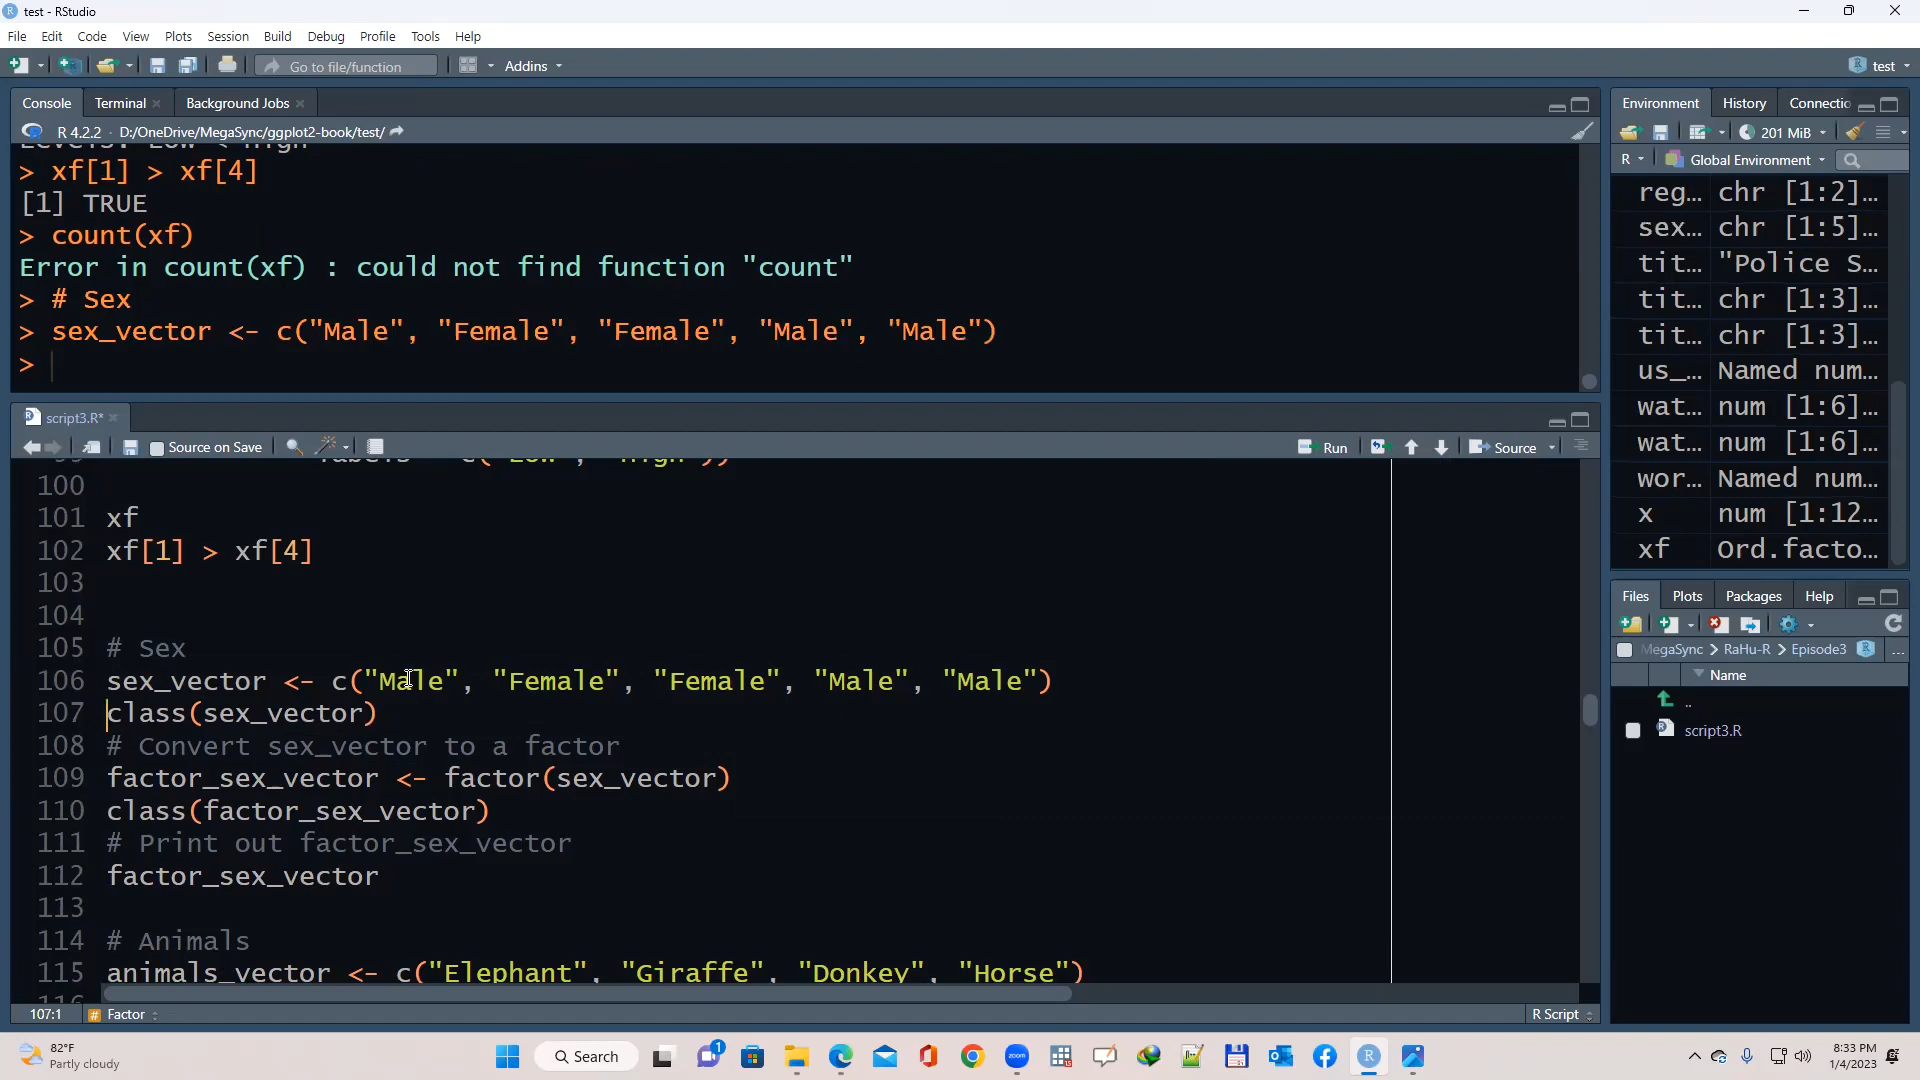 test - RStudio
File Edit Code View Plots Session Build Debug Profile Tools Help
Go to file/function Addins test
Console Terminal Background Jobs
R 4.2.2 · D:/OneDrive/MegaSync/ggplot2-book/test/
Levels: Low < High
> xf[1] > xf[4]
[1] TRUE
> count(xf)
Error in count(xf) : could not find function "count"
> # Sex
> sex_vector <- c("Male", "Female", "Female", "Male", "Male")
>
script3.R*
Source on Save Run Source
100
101 xf
102 xf[1] > xf[4]
103
104
105 # Sex
106 sex_vector <- c("Male", "Female", "Female", "Male", "Male")
107 class(sex_vector)
108 # Convert sex_vector to a factor
109 factor_sex_vector <- factor(sex_vector)
110 class(factor_sex_vector)
111 # Print out factor_sex_vector
112 factor_sex_vector
113
114 # Animals
115 animals_vector <- c("Elephant", "Giraffe", "Donkey", "Horse")
116
107:1 # Factor R Script
Environment History Connectio
201 MiB
R Global Environment
reg... chr [1:2]...
sex... chr [1:5]...
tit... "Police S...
tit... chr [1:3]...
tit... chr [1:3]...
us_... Named num...
wat... num [1:6]...
wat... num [1:6]...
wor... Named num...
x num [1:12...
xf Ord.facto...
Files Plots Packages Help
MegaSync > RaHu-R > Episode3 ...
Name
..
script3.R
82°F
Partly cloudy
Search
1
zoom
8:33 PM
1/4/2023